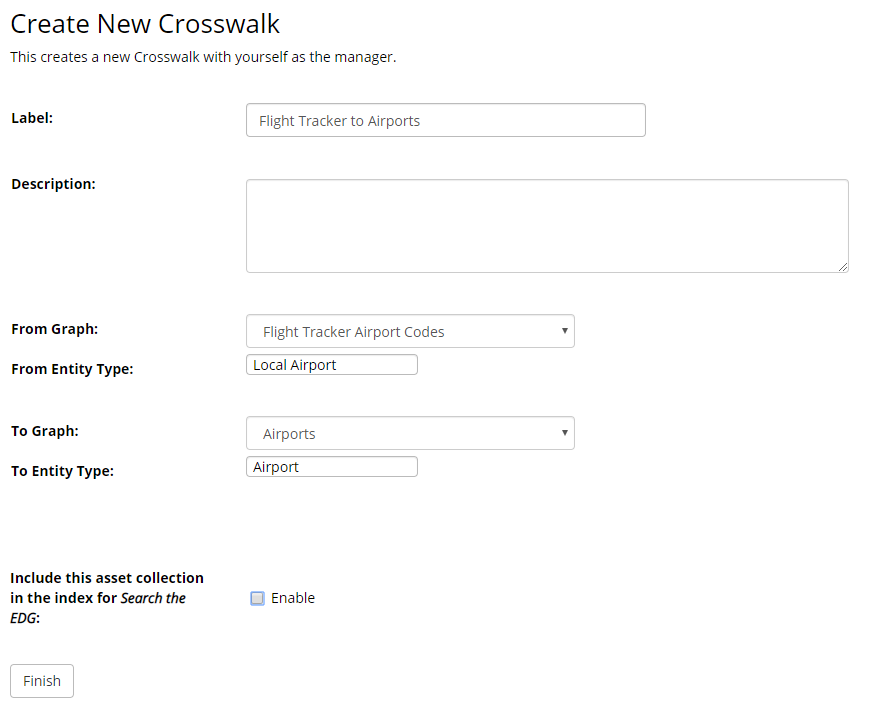 Create New Crosswalk
This creates a new Crosswalk with yourself as the manager.
Label:
Flight Tracker to Airports
Description:
From Graph:
Flight Tracker Airport Codes
From Entity Type:
Local Airport
To Graph:
Airports
To Entity Type:
Airport
Include this asset collection
in the index for Search the
EDG:
Enable
Finish